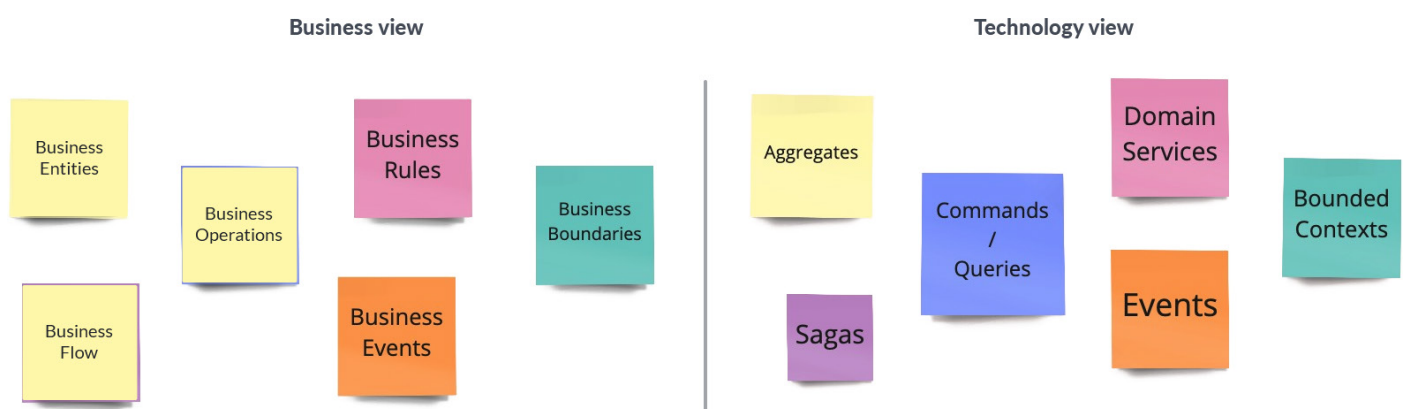 Business view
Business
Entities
Business
Operations
Business
Rules
Business
Boundaries
Business
Flow
Business
Events
Technology view
Aggregates
Commands
/
Queries
Domain
Services
Bounded
Contexts
Sagas
Events